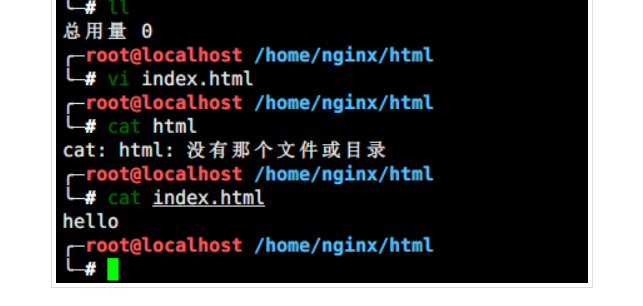 └─# ll
总用量 0
┌─root@localhost /home/nginx/html
└─# vi index.html
┌─root@localhost /home/nginx/html
└─# cat html
cat: html: 没有那个文件或目录
┌─root@localhost /home/nginx/html
└─# cat index.html
hello
┌─root@localhost /home/nginx/html
└─#